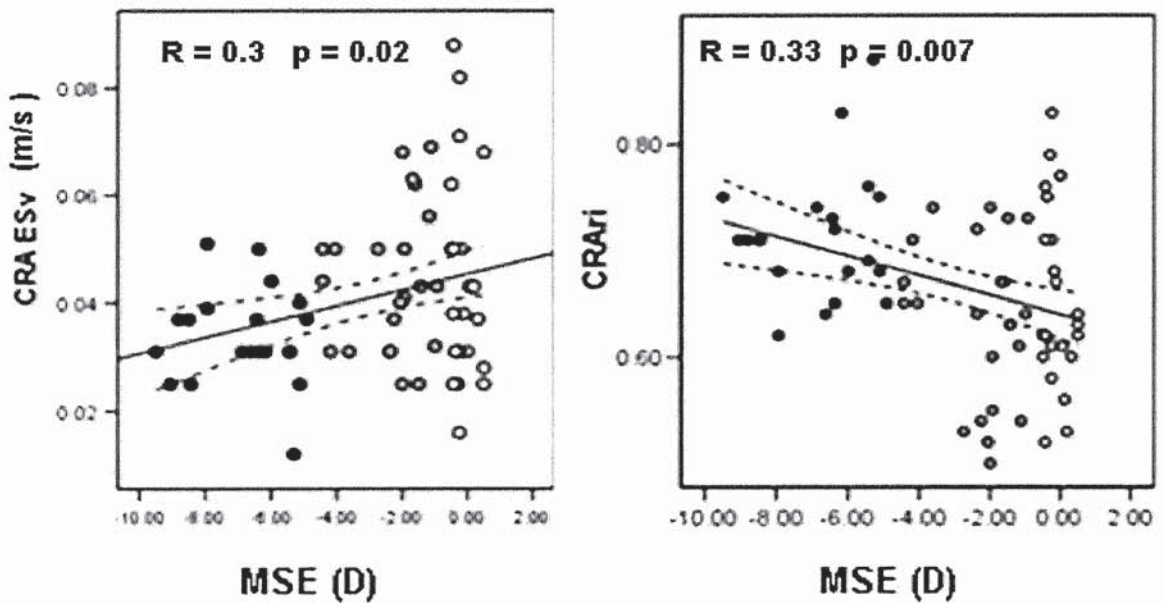 R = 0.3 p = 0.02
CRA ESv (m/s)
0.08
0.06
0.04
0.02
-10.00 -8.00 -6.00 -4.00 -2.00 0.00 2.00
MSE (D)
R = 0.33 p = 0.007
CRAri
0.80
0.60
-10.00 -8.00 -6.00 -4.00 -2.00 0.00 2.00
MSE (D)